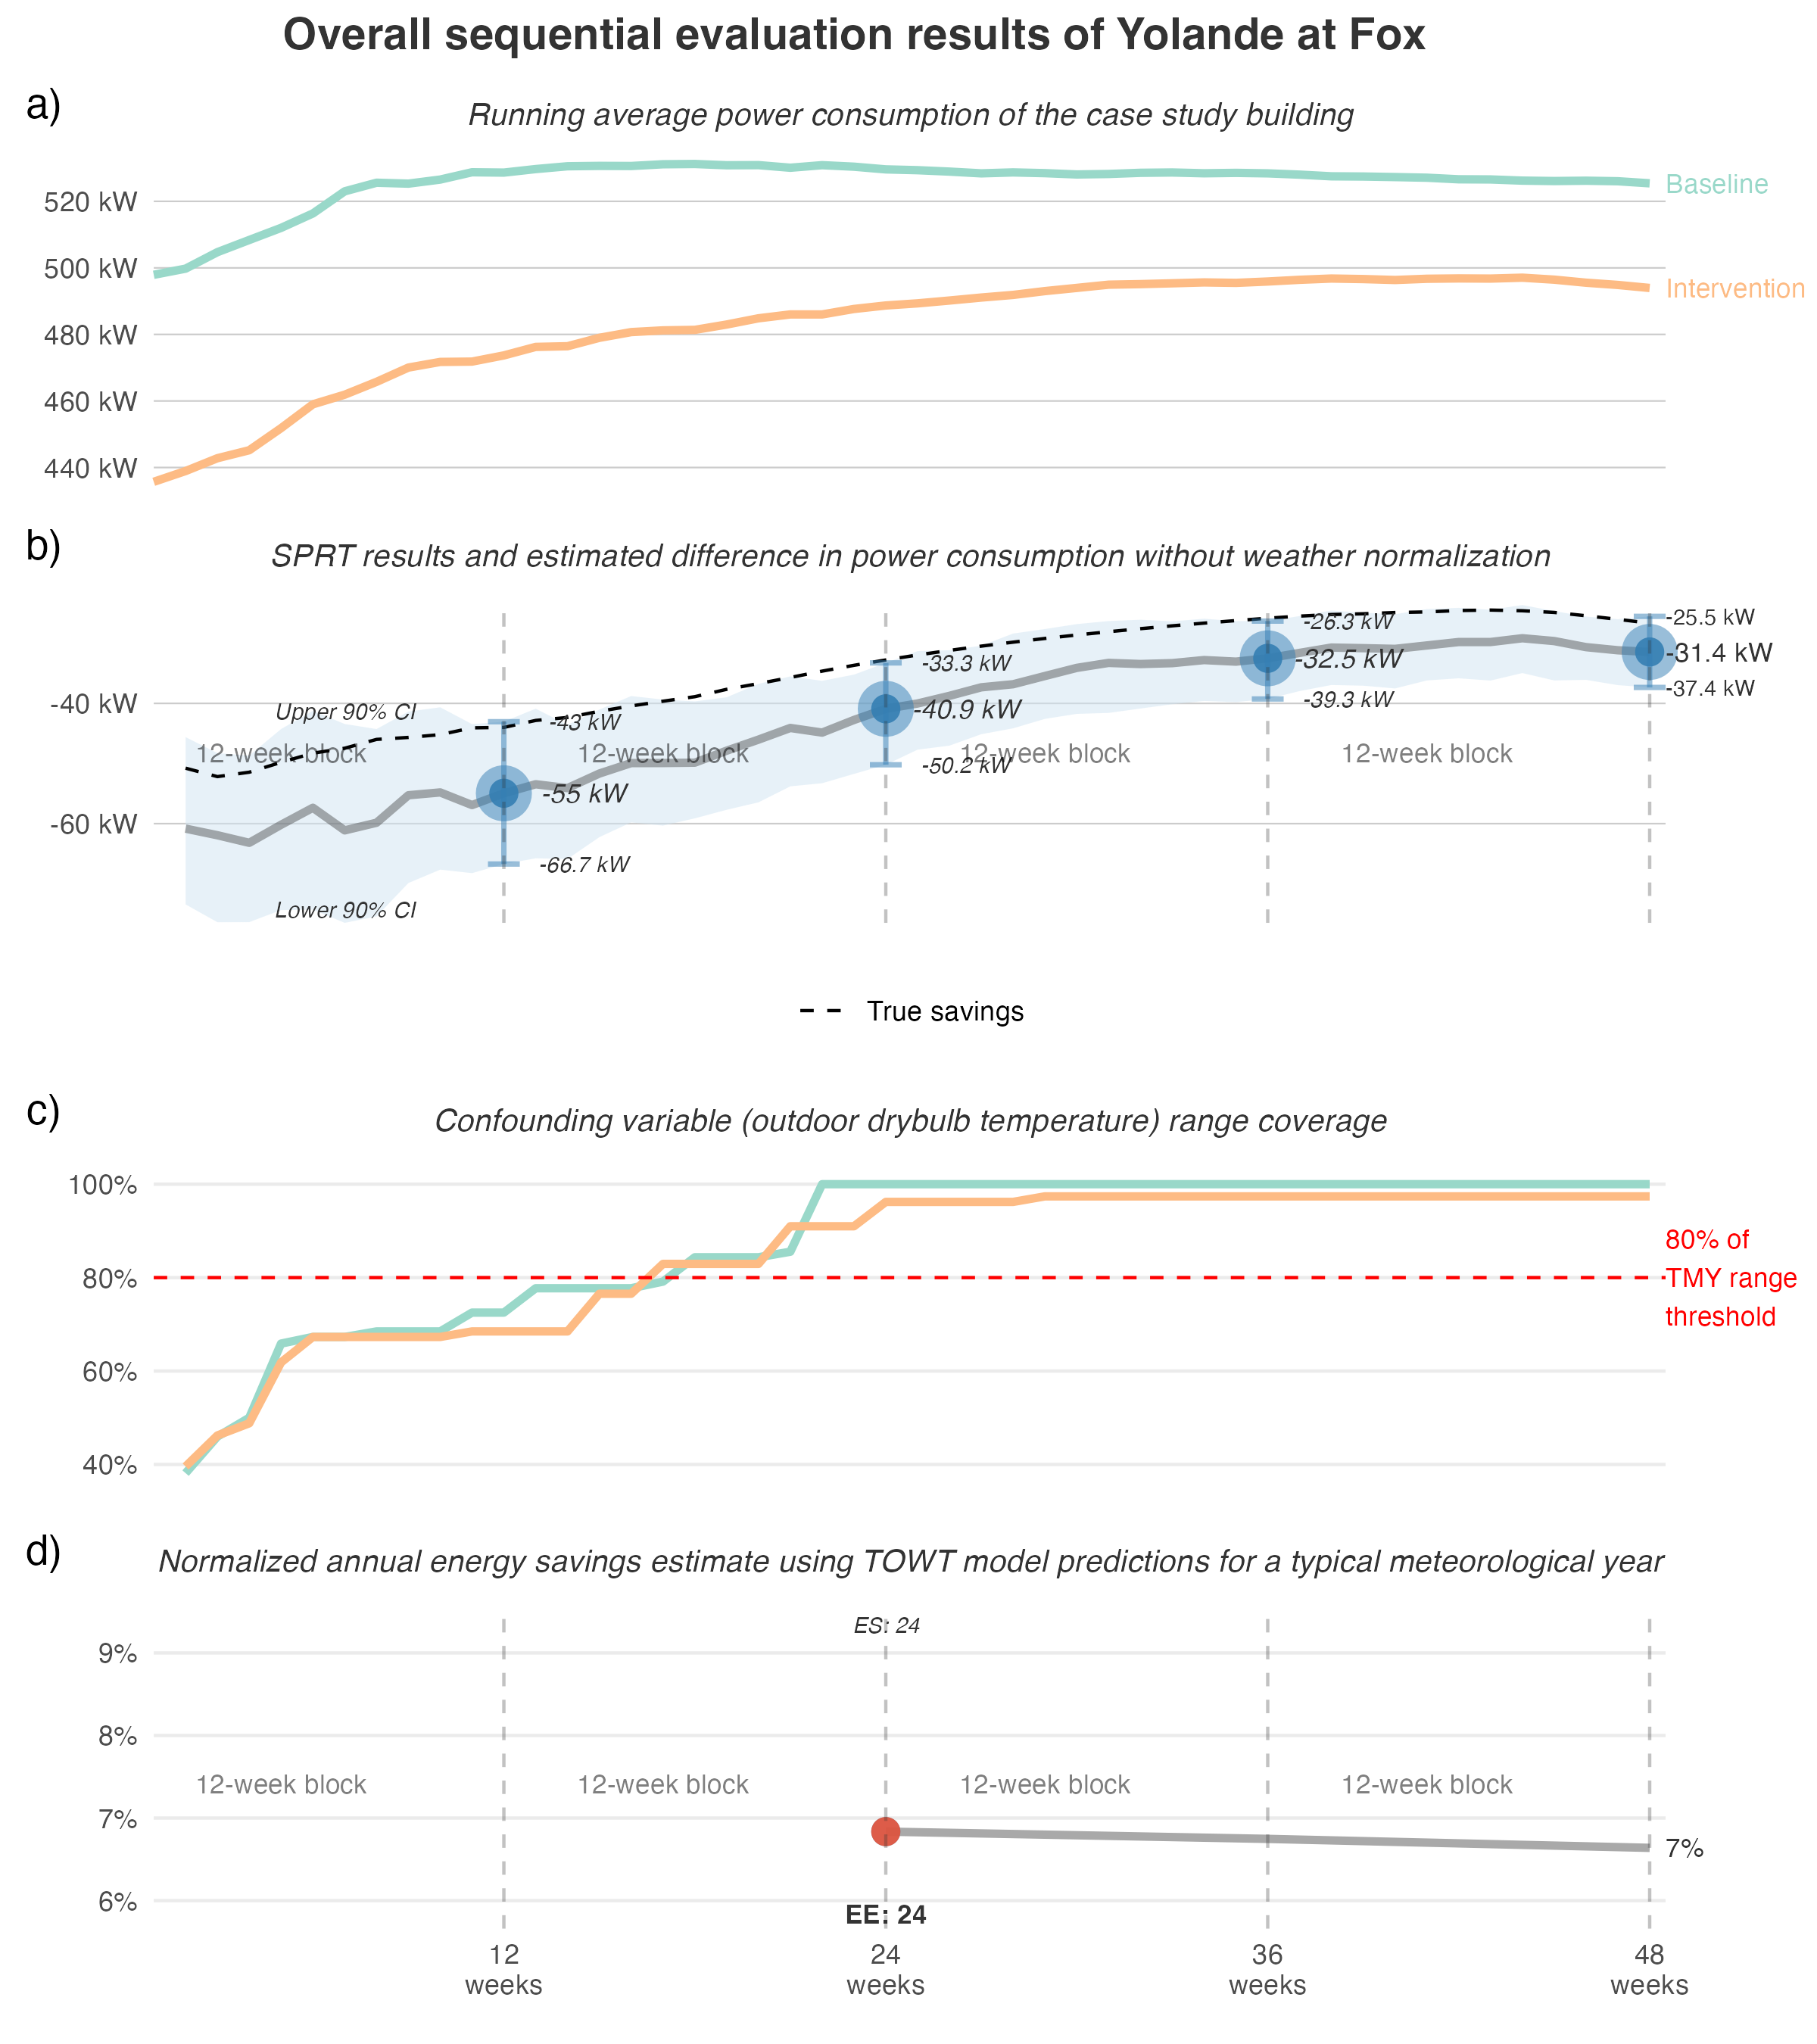 Overall sequential evaluation results of Yolande at Fox
a)
Running average power consumption of the case study building
520 kW
500 kW
480 kW
460 kW
440 kW
Baseline
Intervention
b)
SPRT results and estimated difference in power consumption without weather normalization
-40 kW
-60 kW
Upper 90% CI
Lower 90% CI
12-week block
12-week block
12-week block
12-week block
-43 kW
-55 kW
-66.7 kW
-33.3 kW
-40.9 kW
-50.2 kW
-26.3 kW
-32.5 kW
-39.3 kW
-25.5 kW
-31.4 kW
-37.4 kW
True savings
c)
Confounding variable (outdoor drybulb temperature) range coverage
100%
80%
60%
40%
80% of
TMY range
threshold
d)
Normalized annual energy savings estimate using TOWT model predictions for a typical meteorological year
ES: 24
9%
8%
7%
6%
12-week block
12-week block
12-week block
12-week block
7%
EE: 24
12
weeks
24
weeks
36
weeks
48
weeks